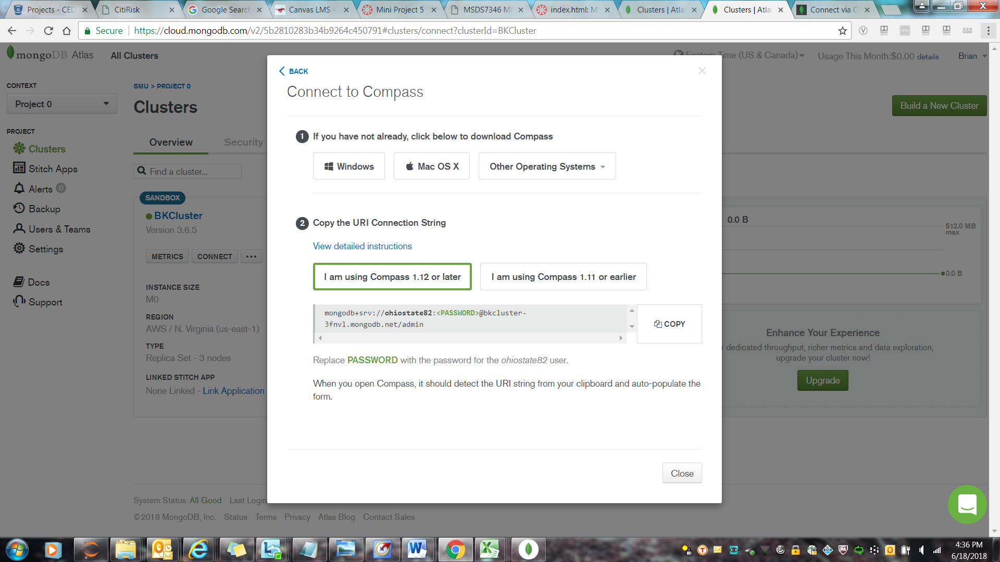 Projects - CED
CitiRisk
Google Search
Canvas LMS -
Mini Project 5
MSDS7346 Mi
index.html: M
Clusters | Atla
Clusters | Atla
Connect via C
Secure
https://cloud.mongodb.com/v2/5b2810283b34b9264c450791#clusters/connect?clusterId=BKCluster
mongoDB Atlas
All Clusters
Eastern Time (US & Canada)
Usage This Month:$0.00 details
Brian
CONTEXT
Project 0
PROJECT
Clusters
Stitch Apps
Alerts 0
Backup
Users & Teams
Settings
Docs
Support
SMU > PROJECT 0
Clusters
Build a New Cluster
Overview
Security
Find a cluster...
SANDBOX
BKCluster
Version 3.6.5
METRICS
CONNECT
...
INSTANCE SIZE
M0
REGION
AWS / N. Virginia (us-east-1)
TYPE
Replica Set - 3 nodes
LINKED STITCH APP
None Linked - Link Application
BACK
Connect to Compass
1 If you have not already, click below to download Compass
Windows
Mac OS X
Other Operating Systems
2 Copy the URI Connection String
View detailed instructions
I am using Compass 1.12 or later
I am using Compass 1.11 or earlier
mongodb+srv://ohiostate82:<PASSWORD>@bkcluster-
3fnvl.mongodb.net/admin
COPY
Replace PASSWORD with the password for the ohiostate82 user.
When you open Compass, it should detect the URI string from your clipboard and auto-populate the
form.
Close
0.0 B
512.0 MB
max
0.0 B
Enhance Your Experience
dedicated throughput, richer metrics and data exploration,
upgrade your cluster now!
Upgrade
System Status: All Good Last Login
©2018 MongoDB, Inc. Status Terms Privacy Atlas Blog Contact Sales
4:36 PM
6/18/2018